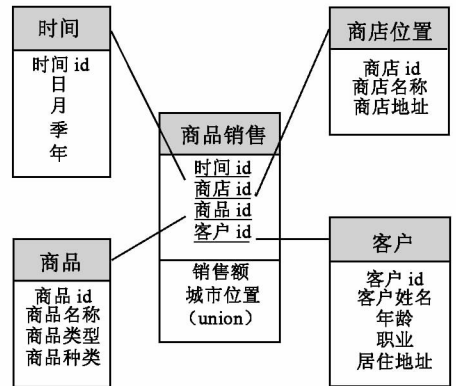 时间
时间 id
日
月
季
年
商店位置
商店 id
商店名称
商店地址
商品销售
时间 id
商店 id
商品 id
客户 id
销售额
城市位置
（union）
商品
商品 id
商品名称
商品类型
商品种类
客户
客户 id
客户姓名
年龄
职业
居住地址